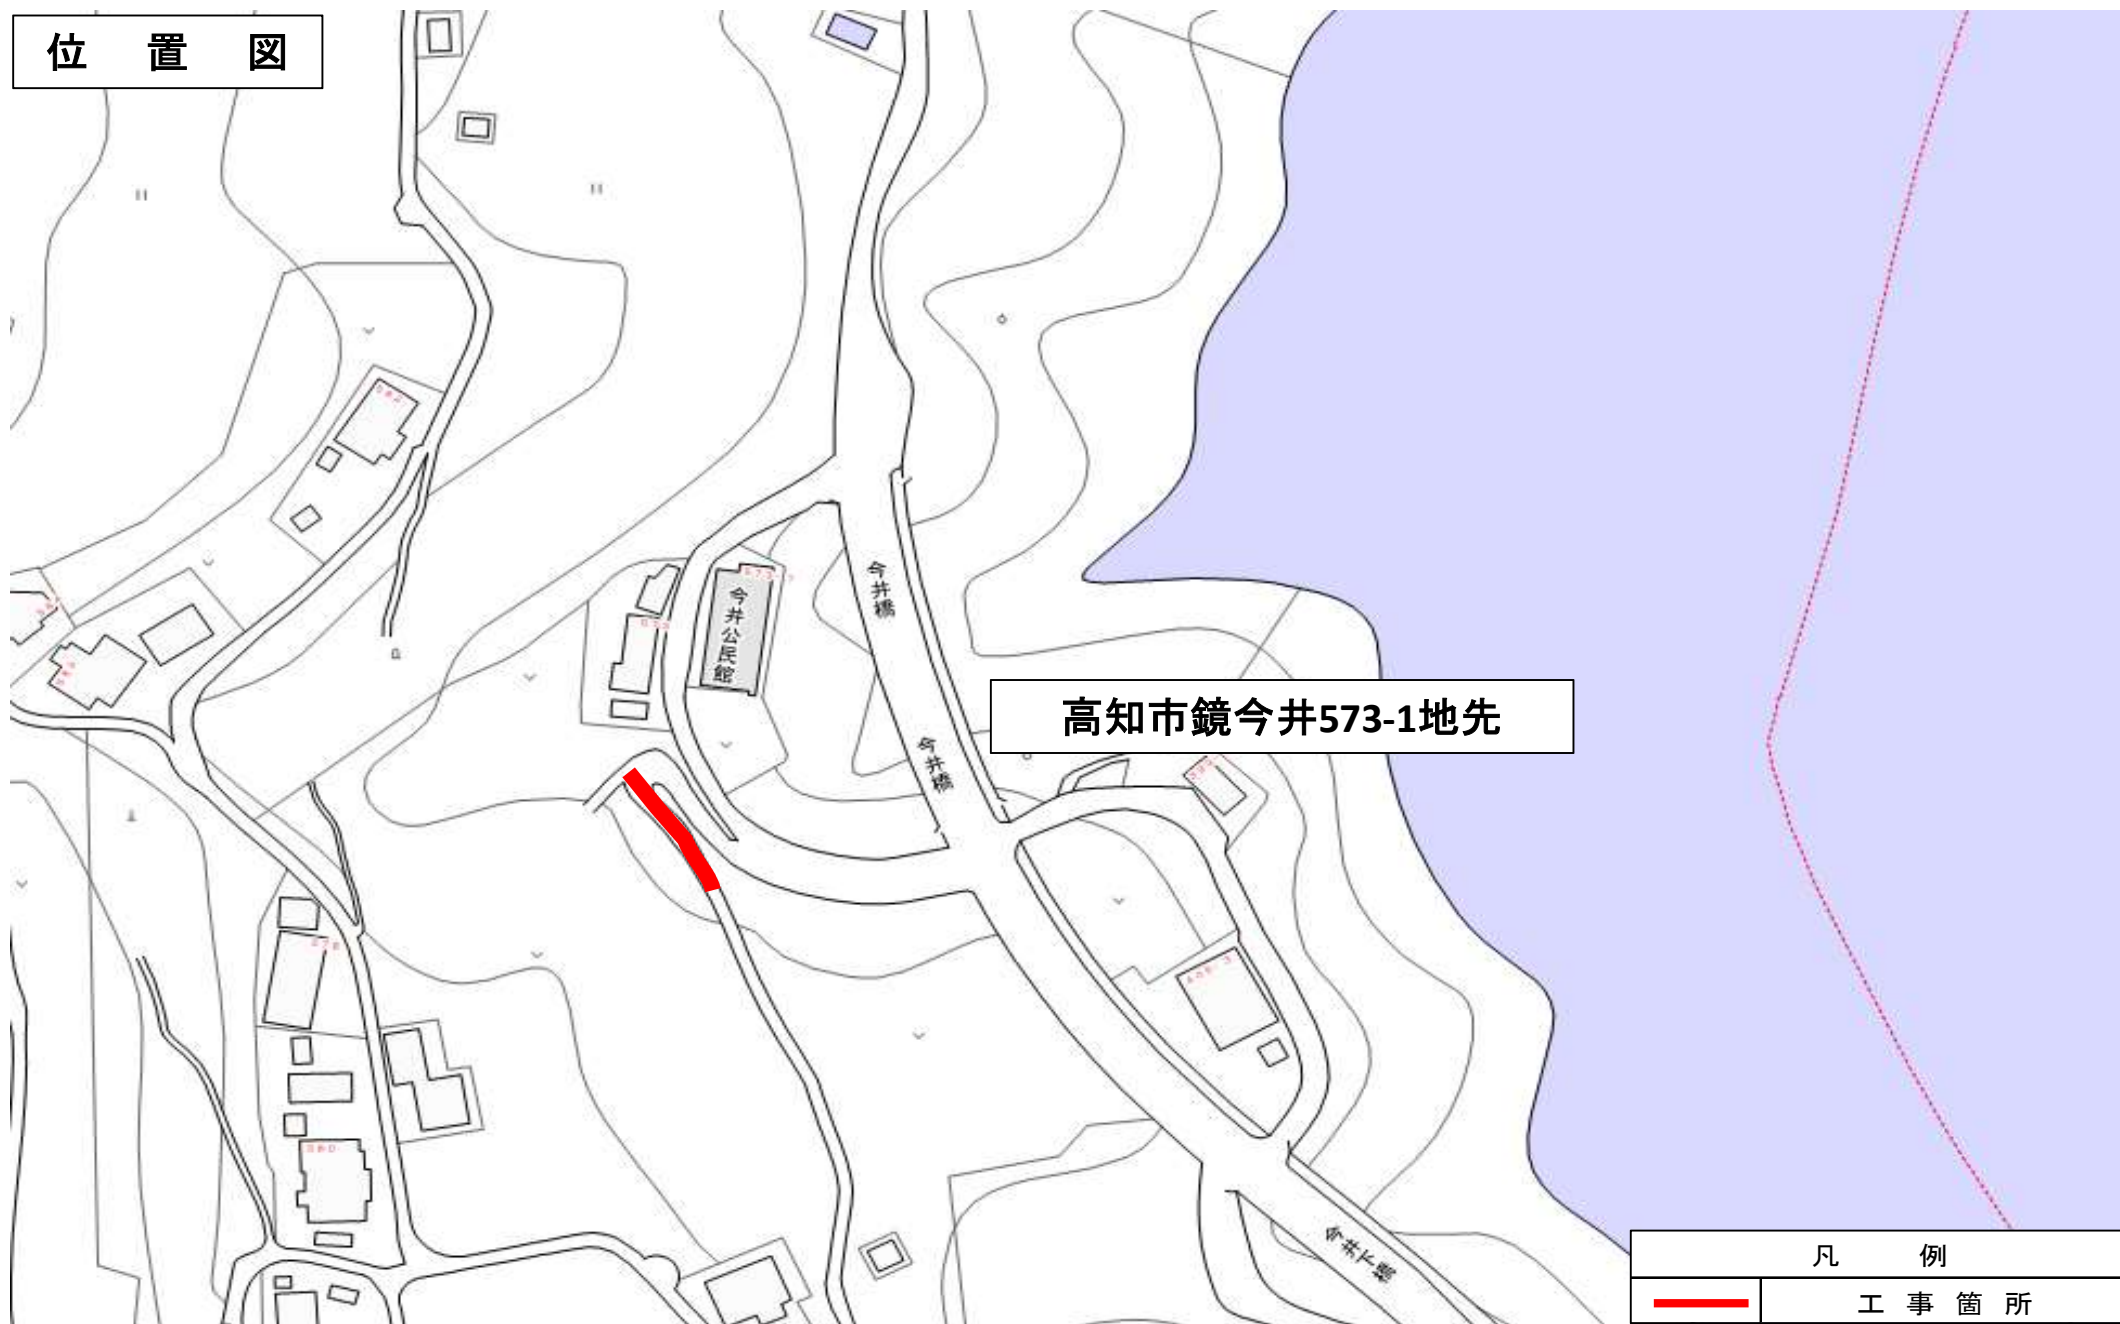 位 置 図
今井橋
今井公民館
高知市鏡今井573-1地先
今井橋
今井下橋
凡 例
工 事 箇 所